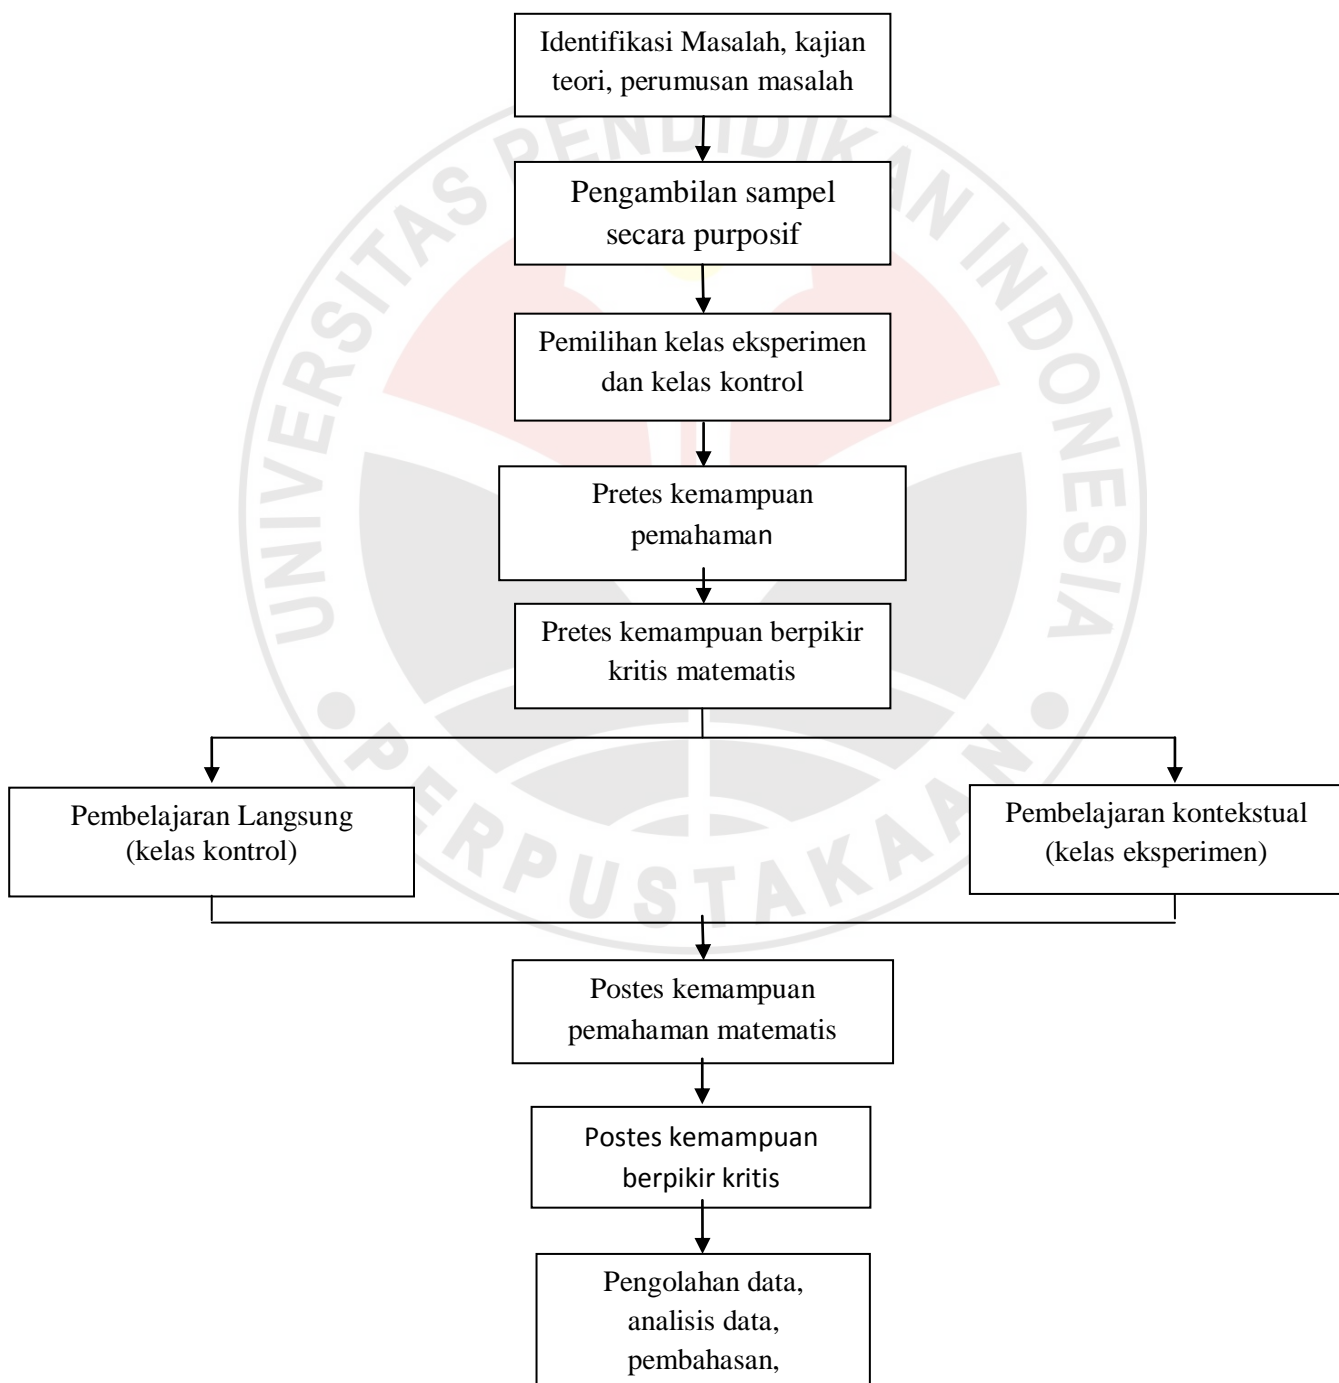 Identifikasi Masalah, kajian
teori, perumusan masalah
Pengambilan sampel
secara purposif
Pemilihan kelas eksperimen
dan kelas kontrol
Pretes kemampuan
pemahaman
Pretes kemampuan berpikir
kritis matematis
Pembelajaran Langsung
(kelas kontrol)
Pembelajaran kontekstual
(kelas eksperimen)
Postes kemampuan
pemahaman matematis
Postes kemampuan
berpikir kritis
Pengolahan data,
analisis data,
pembahasan,
UNIVERSITAS PENDIDIKAN INDONESIA
PERPUSTAKAAN